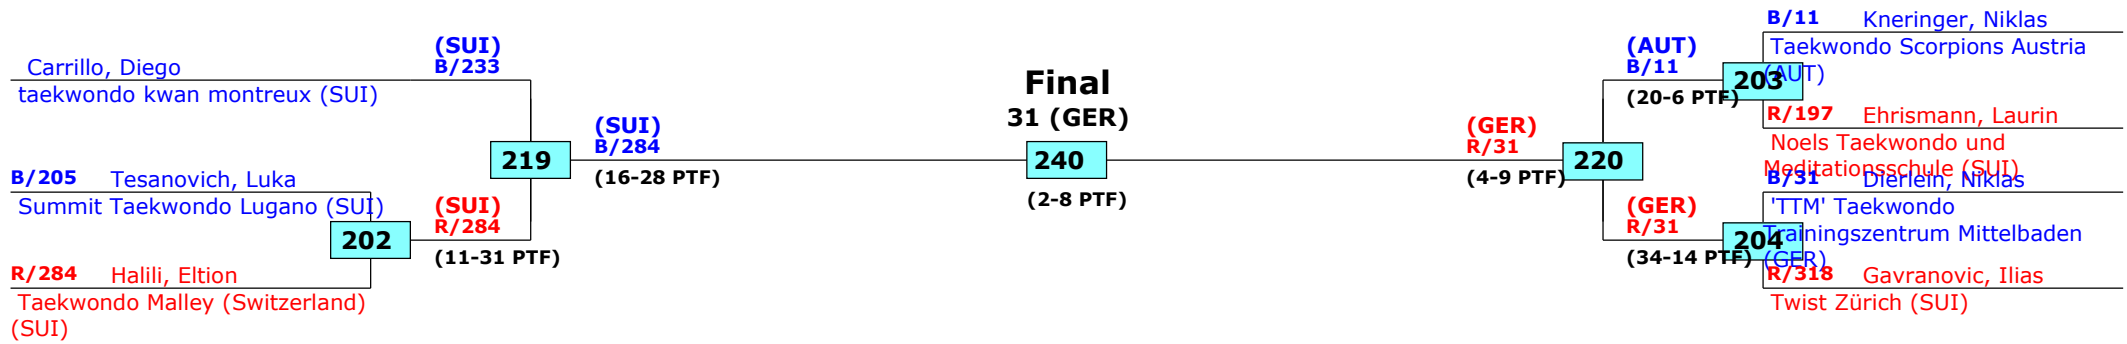 Carrillo, Diego
taekwondo kwan montreux (SUI)
(SUI)
B/233
B/205 Tesanovich, Luka
Summit Taekwondo Lugano (SUI)
202
R/284 Halili, Eltion
Taekwondo Malley (Switzerland)
(SUI)
(SUI)
R/284
(11-31 PTF)
219
(SUI)
B/284
(16-28 PTF)
Final
31 (GER)
240
(2-8 PTF)
(GER)
R/31
(4-9 PTF)
220
(AUT)
B/11
(20-6 PTF)
203
B/11 Kneringer, Niklas
Taekwondo Scorpions Austria
(AUT)
R/197 Ehrismann, Laurin
Noels Taekwondo und
Meditationsschule (SUI)
(GER)
R/31
(34-14 PTF)
204
B/31 Dierlein, Niklas
'TTM' Taekwondo
Trainingszentrum Mittelbaden
(GER)
R/318 Gavranovic, Ilias
Twist Zürich (SUI)